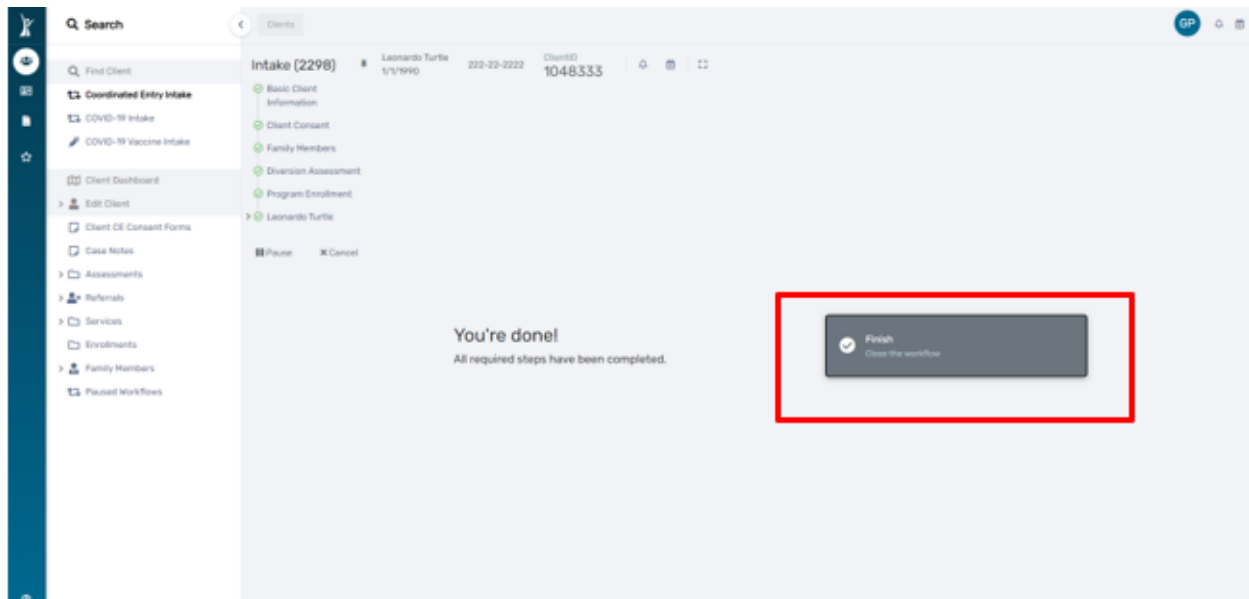 Search
Clients
GP
Find Client
Coordinated Entry Intake
COVID-19 Intake
COVID-19 Vaccine Intake
Client Dashboard
Edit Client
Client CE Consent Forms
Case Notes
Assessments
Referrals
Services
Enrollments
Family Members
Paused Workflows
Intake (2298)
Leonardo Turtle
1/1/1990
222-22-2222
ClientID
1048333
Basic Client
Information
Client Consent
Family Members
Diversion Assessment
Program Enrollment
Leonardo Turtle
Pause
Cancel
You're done!
All required steps have been completed.
Finish
Close the workflow